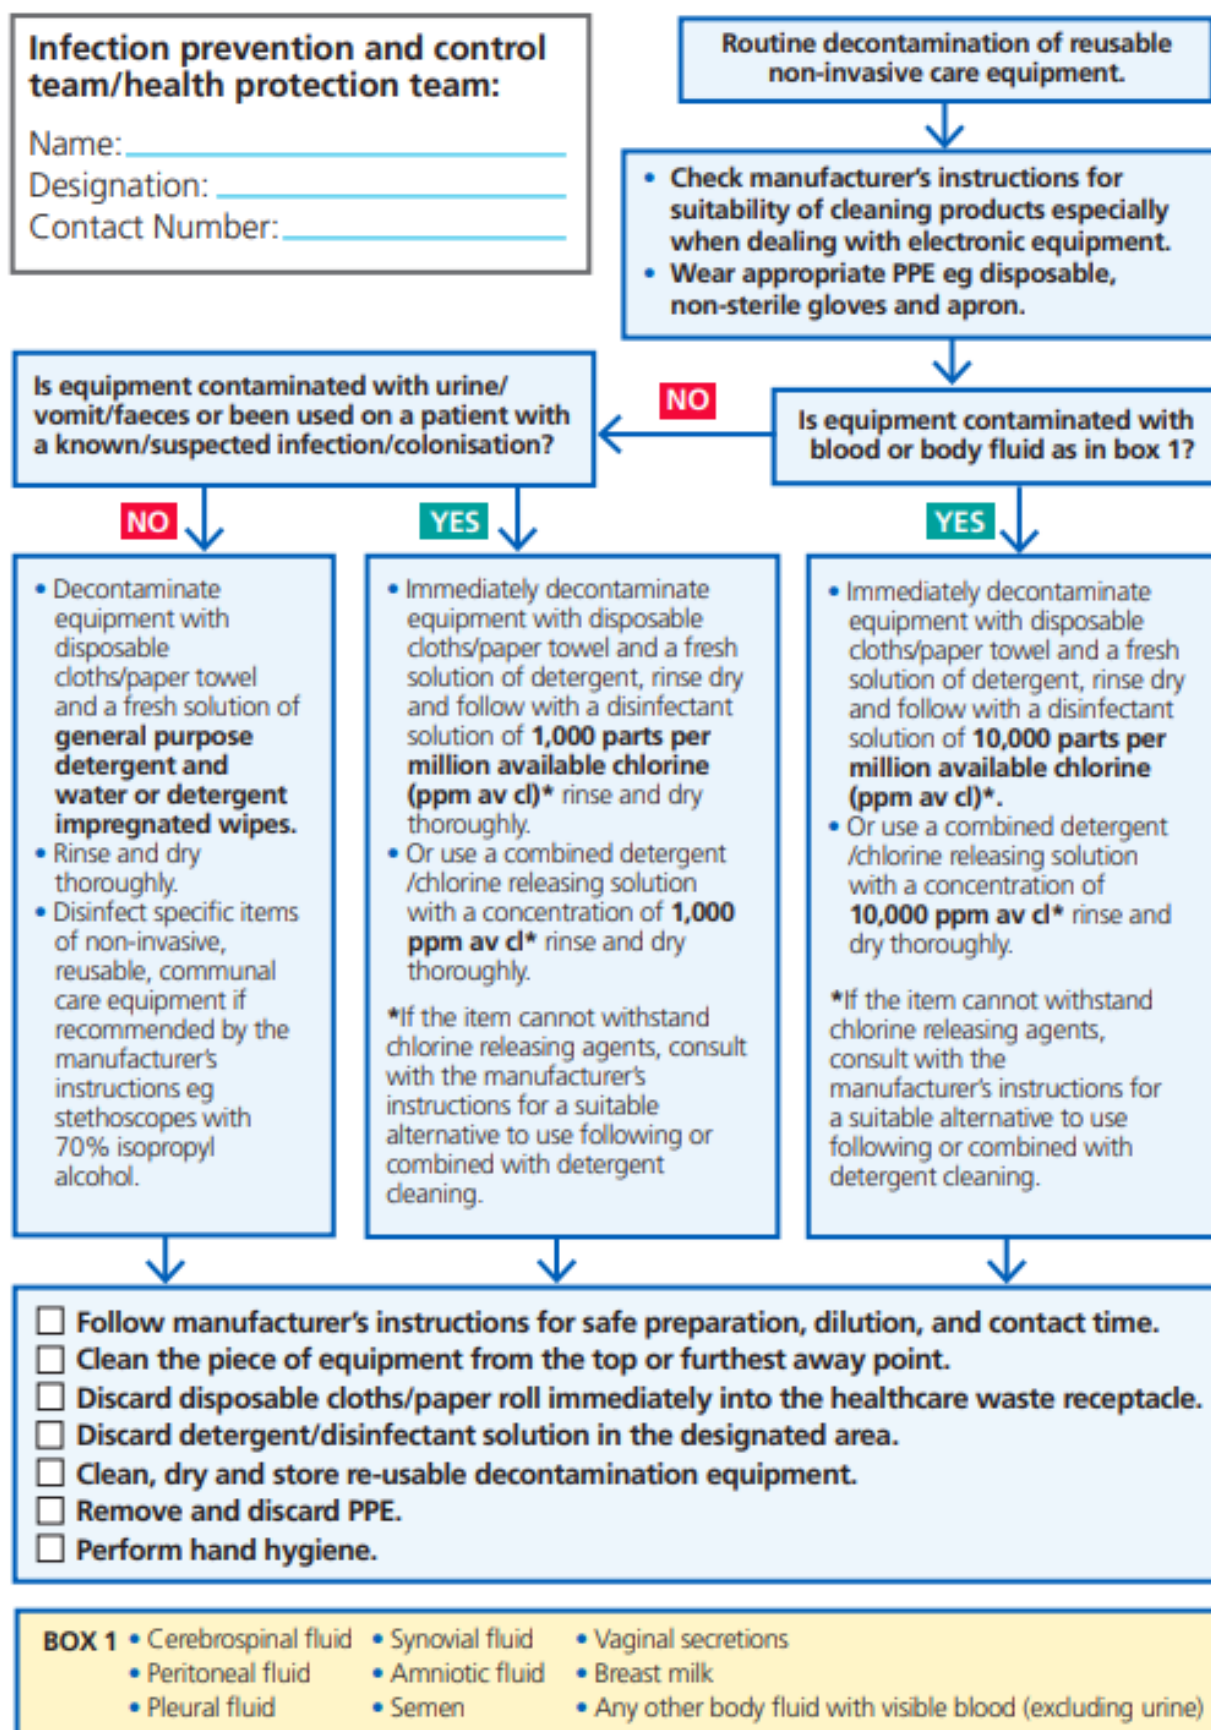 Infection prevention and control
team/health protection team:
Name:
Designation:
Contact Number:
Routine decontamination of reusable
non-invasive care equipment.
• Check manufacturer's instructions for
suitability of cleaning products especially
when dealing with electronic equipment.
• Wear appropriate PPE eg disposable,
non-sterile gloves and apron.
Is equipment contaminated with
blood or body fluid as in box 1?
NO
Is equipment contaminated with urine/
vomit/faeces or been used on a patient with
a known/suspected infection/colonisation?
NO
YES
YES
• Decontaminate
equipment with
disposable
cloths/paper towel
and a fresh solution of
general purpose
detergent and
water or detergent
impregnated wipes.
• Rinse and dry
thoroughly.
• Disinfect specific items
of non-invasive,
reusable, communal
care equipment if
recommended by the
manufacturer's
instructions eg
stethoscopes with
70% isopropyl
alcohol.
• Immediately decontaminate
equipment with disposable
cloths/paper towel and a fresh
solution of detergent, rinse dry
and follow with a disinfectant
solution of 1,000 parts per
million available chlorine
(ppm av cl)* rinse and dry
thoroughly.
• Or use a combined detergent
/chlorine releasing solution
with a concentration of 1,000
ppm av cl* rinse and dry
thoroughly.
*If the item cannot withstand
chlorine releasing agents, consult
with the manufacturer's
instructions for a suitable
alternative to use following or
combined with detergent
cleaning.
• Immediately decontaminate
equipment with disposable
cloths/paper towel and a fresh
solution of detergent, rinse dry
and follow with a disinfectant
solution of 10,000 parts per
million available chlorine
(ppm av cl)*.
• Or use a combined detergent
/chlorine releasing solution
with a concentration of
10,000 ppm av cl* rinse and
dry thoroughly.
*If the item cannot withstand
chlorine releasing agents,
consult with the
manufacturer's instructions for
a suitable alternative to use
following or combined with
detergent cleaning.
Follow manufacturer's instructions for safe preparation, dilution, and contact time.
Clean the piece of equipment from the top or furthest away point.
Discard disposable cloths/paper roll immediately into the healthcare waste receptacle.
Discard detergent/disinfectant solution in the designated area.
Clean, dry and store re-usable decontamination equipment.
Remove and discard PPE.
Perform hand hygiene.
BOX 1 • Cerebrospinal fluid • Synovial fluid • Vaginal secretions
• Peritoneal fluid • Amniotic fluid • Breast milk
• Pleural fluid • Semen • Any other body fluid with visible blood (excluding urine)